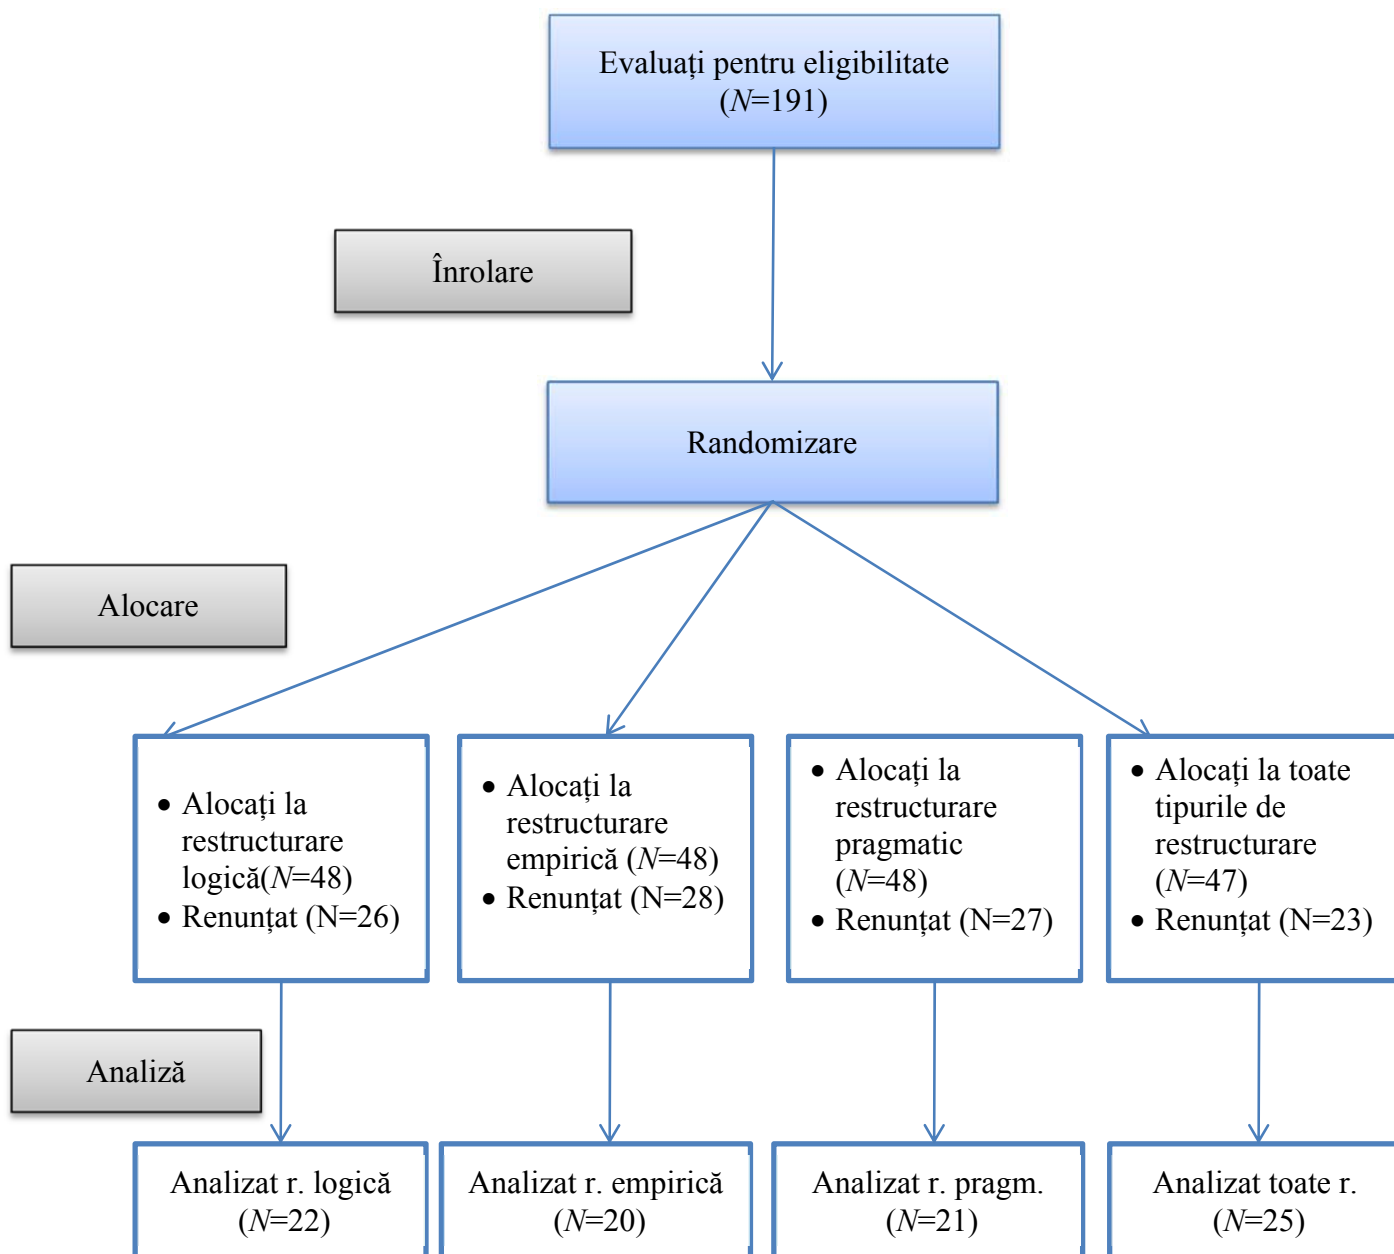 Evaluați pentru eligibilitate
(N=191)
Înrolare
Randomizare
Alocare
• Alocați la
restructurare
logică(N=48)
• Renunțat (N=26)
• Alocați la
restructurare
empirică (N=48)
• Renunțat (N=28)
• Alocați la
restructurare
pragmatic
(N=48)
• Renunțat (N=27)
• Alocați la toate
tipurile de
restructurare
(N=47)
• Renunțat (N=23)
Analiză
Analizat r. logică
(N=22)
Analizat r. empirică
(N=20)
Analizat r. pragm.
(N=21)
Analizat toate r.
(N=25)